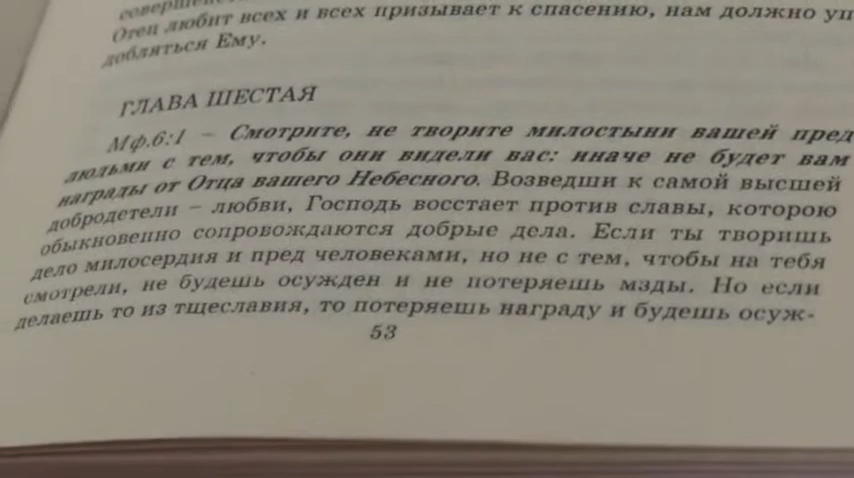 Отец любит всех и всех призывает к спасению, нам должно уп
добляться Ему.
ГЛАВА ШЕСТАЯ
Мф.6:1 – Смотрите, не творите милостыни вашей пред
людьми с тем, чтобы они видели вас: иначе не будет вам
награды от Отца вашего Небесного. Возведши к самой высшей
добродетели – любви, Господь восстает против славы, которою
обыкновенно сопровождаются добрые дела. Если ты творишь
дело милосердия и пред человеками, но не с тем, чтобы на тебя
смотрели, не будешь осужден и не потеряешь мзды. Но если
делаешь то из тщеславия, то потеряешь награду и будешь осуж-
53